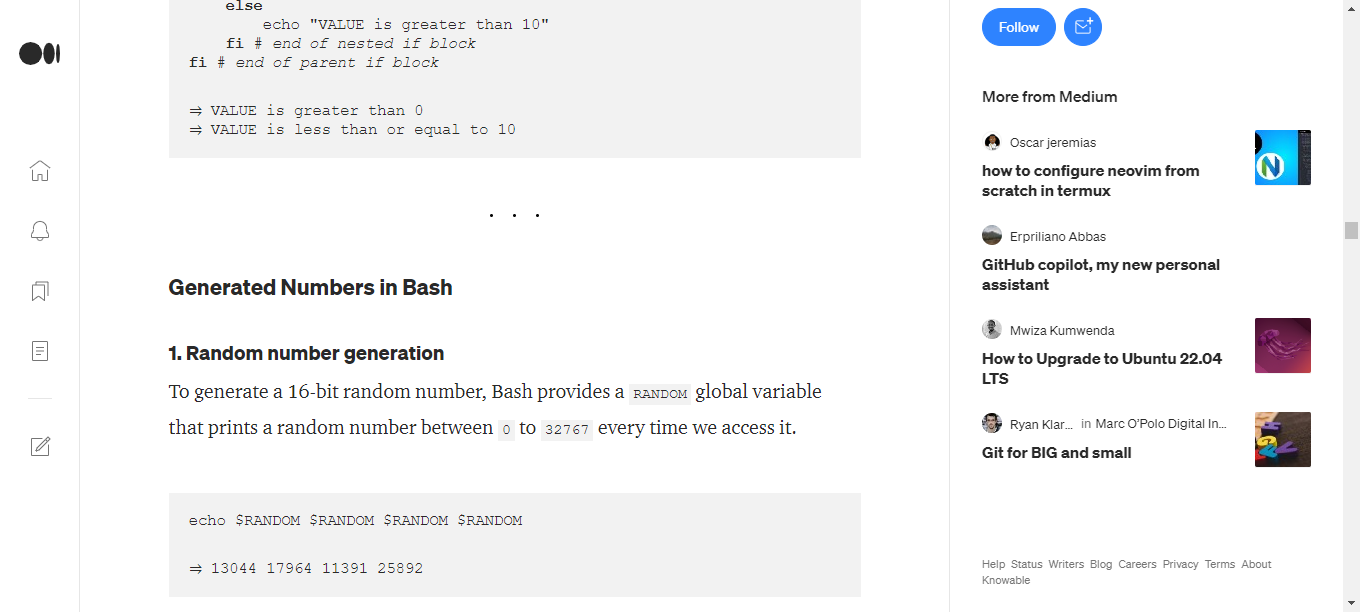 else
echo "VALUE is greater than 10"
fi # end of nested if block
fi # end of parent if block
⇒ VALUE is greater than 0
⇒ VALUE is less than or equal to 10
. . .
Generated Numbers in Bash
1. Random number generation
To generate a 16-bit random number, Bash provides a RANDOM global variable
that prints a random number between 0 to 32767 every time we access it.
echo $RANDOM $RANDOM $RANDOM $RANDOM
⇒ 13044 17964 11391 25892
Follow
More from Medium
Oscar jeremias
how to configure neovim from
scratch in termux
Erpriliano Abbas
GitHub copilot, my new personal
assistant
Mwiza Kumwenda
How to Upgrade to Ubuntu 22.04
LTS
Ryan Klar... in Marc O'Polo Digital In...
Git for BIG and small
Help Status Writers Blog Careers Privacy Terms About
Knowable